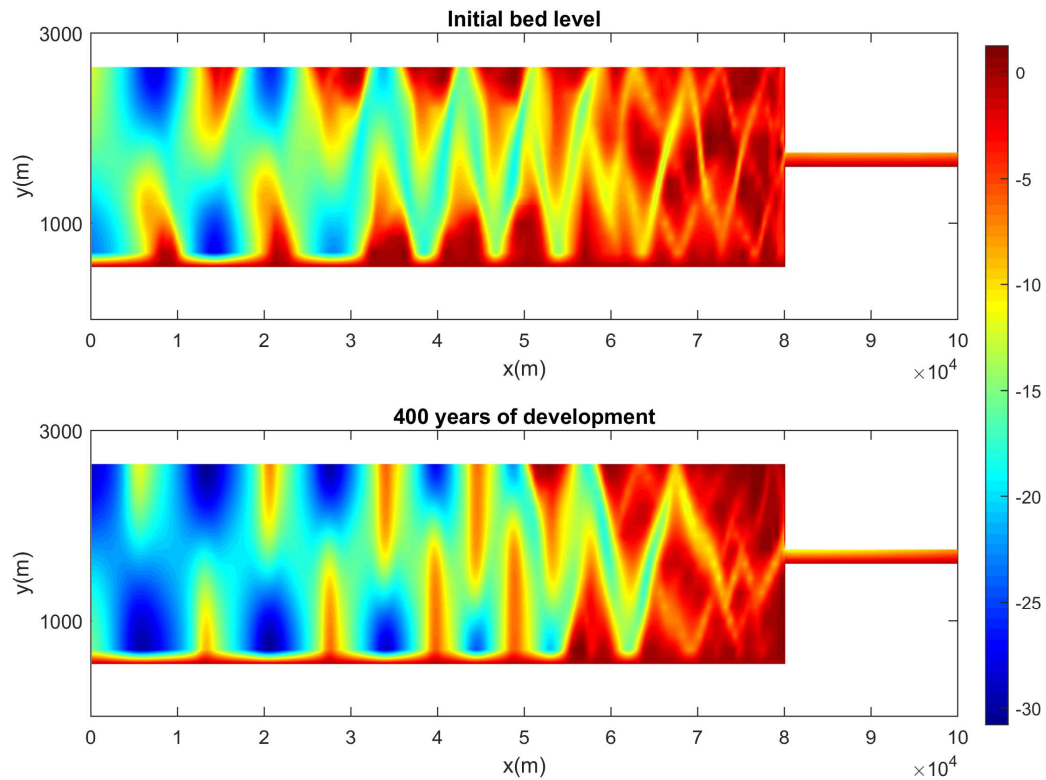 Initial bed level
3000
1000
y(m)
0 1 2 3 4 5 6 7 8 9 10
x(m)
×10⁴
400 years of development
3000
1000
y(m)
0 1 2 3 4 5 6 7 8 9 10
x(m)
×10⁴
0
-5
-10
-15
-20
-25
-30